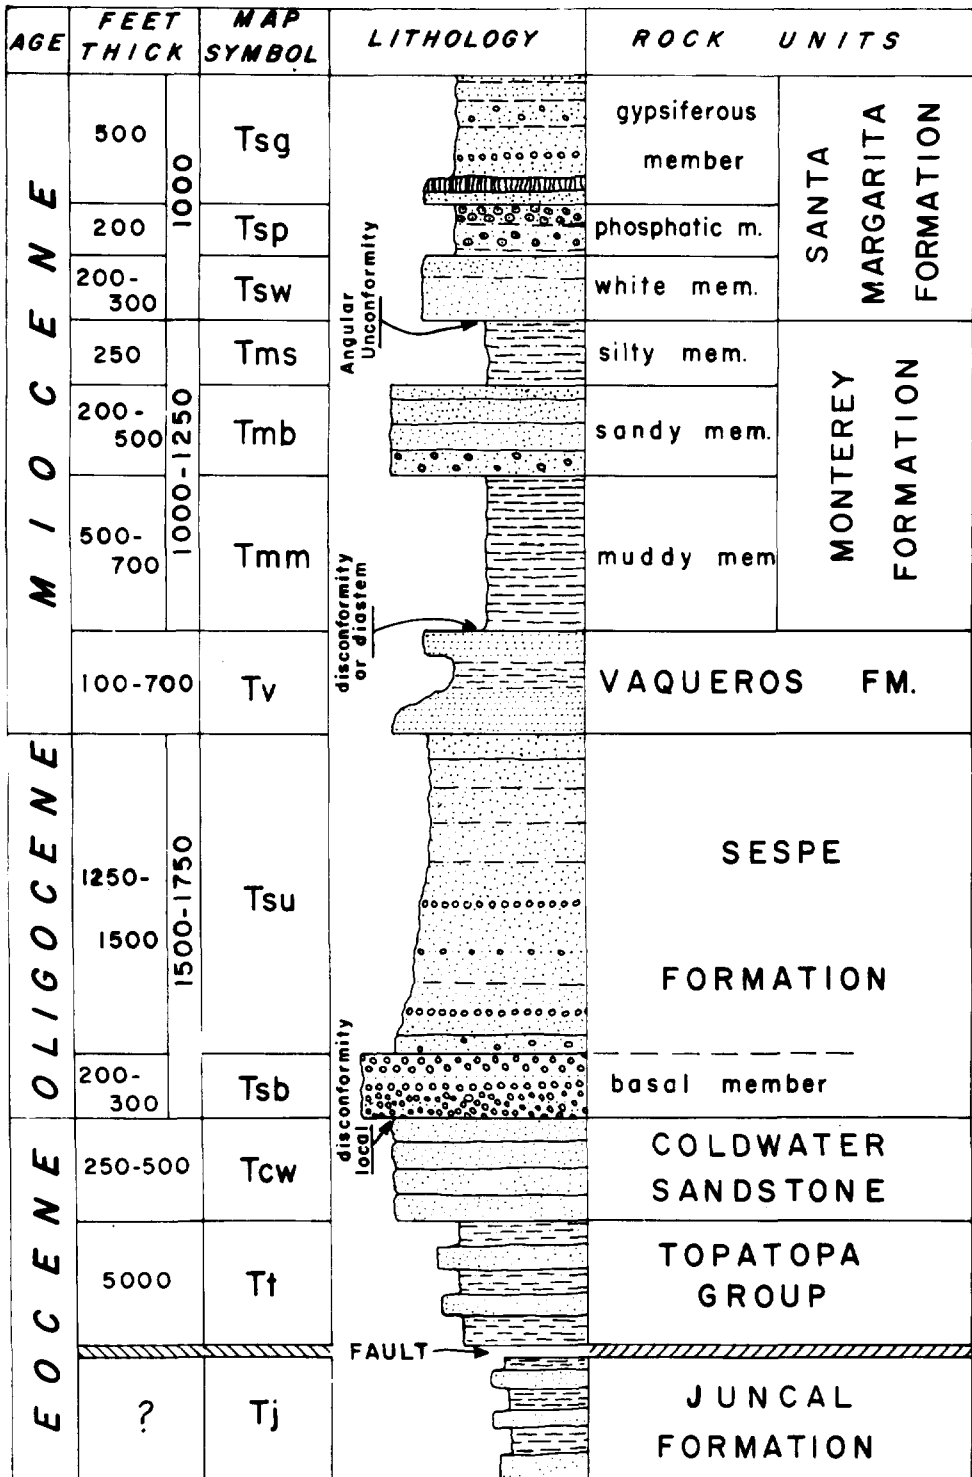 AGE
FEET THICK
MAP SYMBOL
LITHOLOGY
ROCK UNITS
MIOCENE
500
Tsg
gypsiferous
member
1000
200
Tsp
phosphatic m.
200-
300
Tsw
white mem.
SANTA
MARGARITA
FORMATION
Angular
Unconformity
250
Tms
silty mem.
200-
500
Tmb
sandy mem.
1000-1250
500-
700
Tmm
muddy mem
MONTEREY
FORMATION
disconformity
or diastem
100-700
Tv
VAQUEROS FM.
OLIGOCENE
1250-
1500
1500-1750
Tsu
SESPE
FORMATION
200-
300
Tsb
basal member
disconformity
local
EOCENE
250-500
Tcw
COLDWATER
SANDSTONE
5000
Tt
TOPATOPA
GROUP
FAULT
?
Tj
JUNCAL
FORMATION